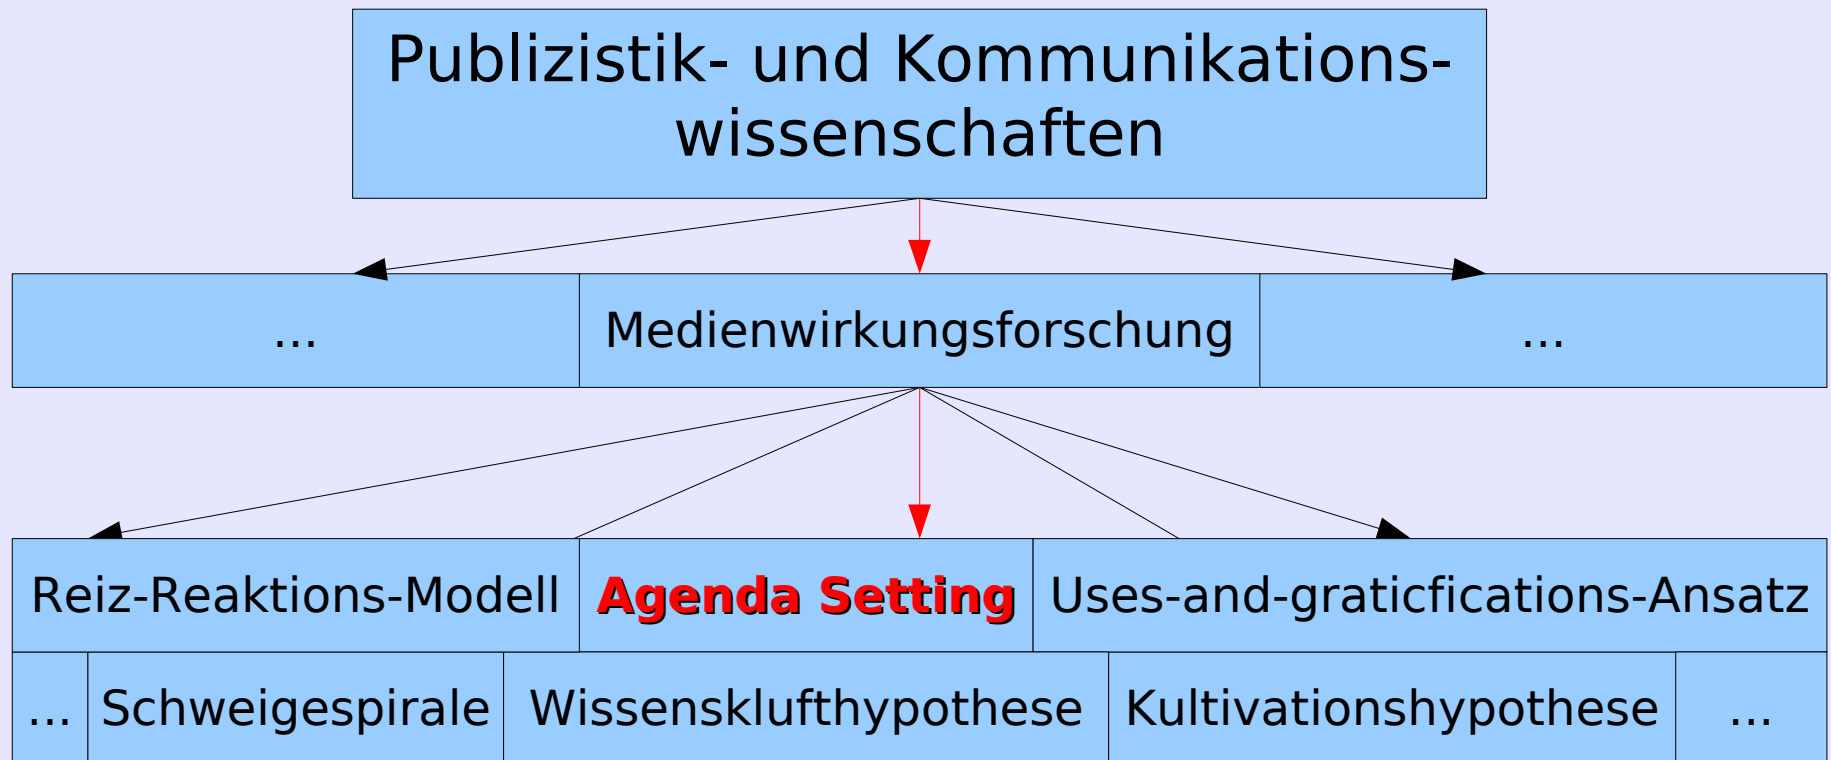 Publizistik- und Kommunikations-
wissenschaften
... Medienwirkungsforschung ...
Reiz-Reaktions-Modell Agenda Setting Uses-and-graticfications-Ansatz
... Schweigespirale Wissensklufthypothese Kultivationshypothese ...